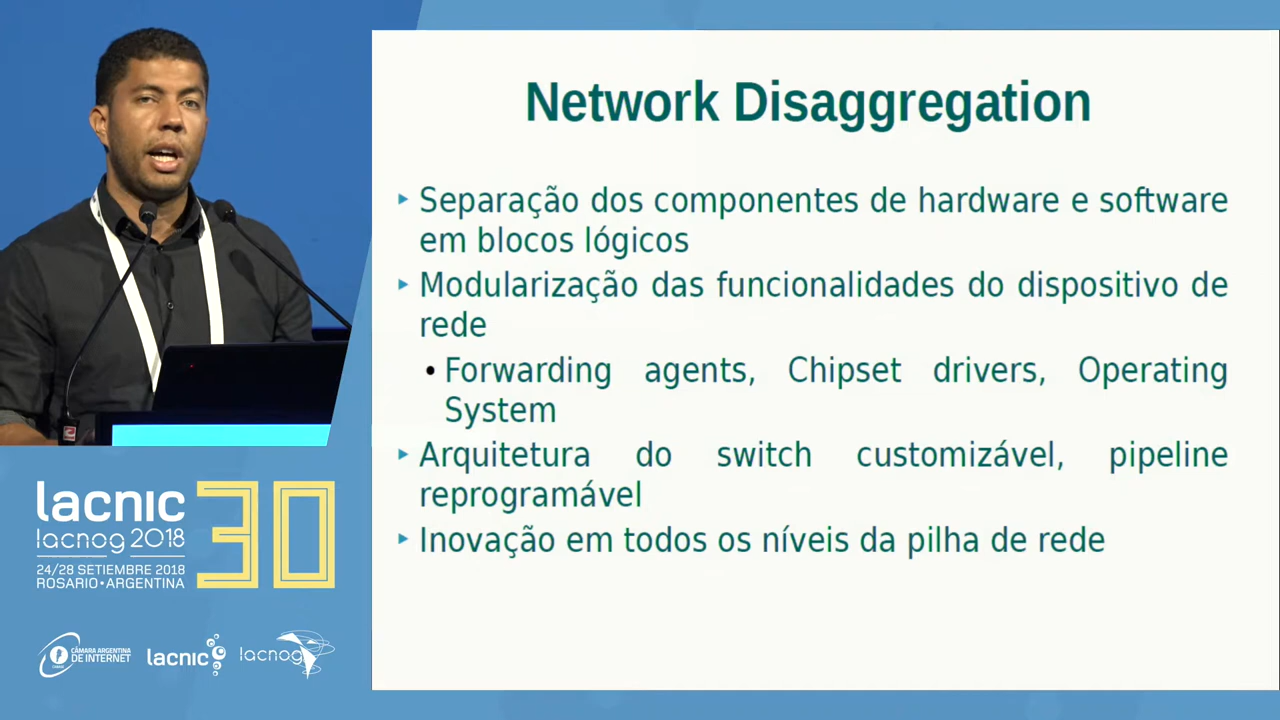 Network Disaggregation
Separação dos componentes de hardware e software
em blocos lógicos
Modularização das funcionalidades do dispositivo de
rede
Forwarding agents, Chipset drivers, Operating
System
Arquitetura do switch customizável, pipeline
reprogramável
Inovação em todos os níveis da pilha de rede
lacnic 30
lacnog 2018
24/28 SETIEMBRE 2018
ROSARIO•ARGENTINA
CÁMARA ARGENTINA
DE INTERNET
lacnic
lacnog